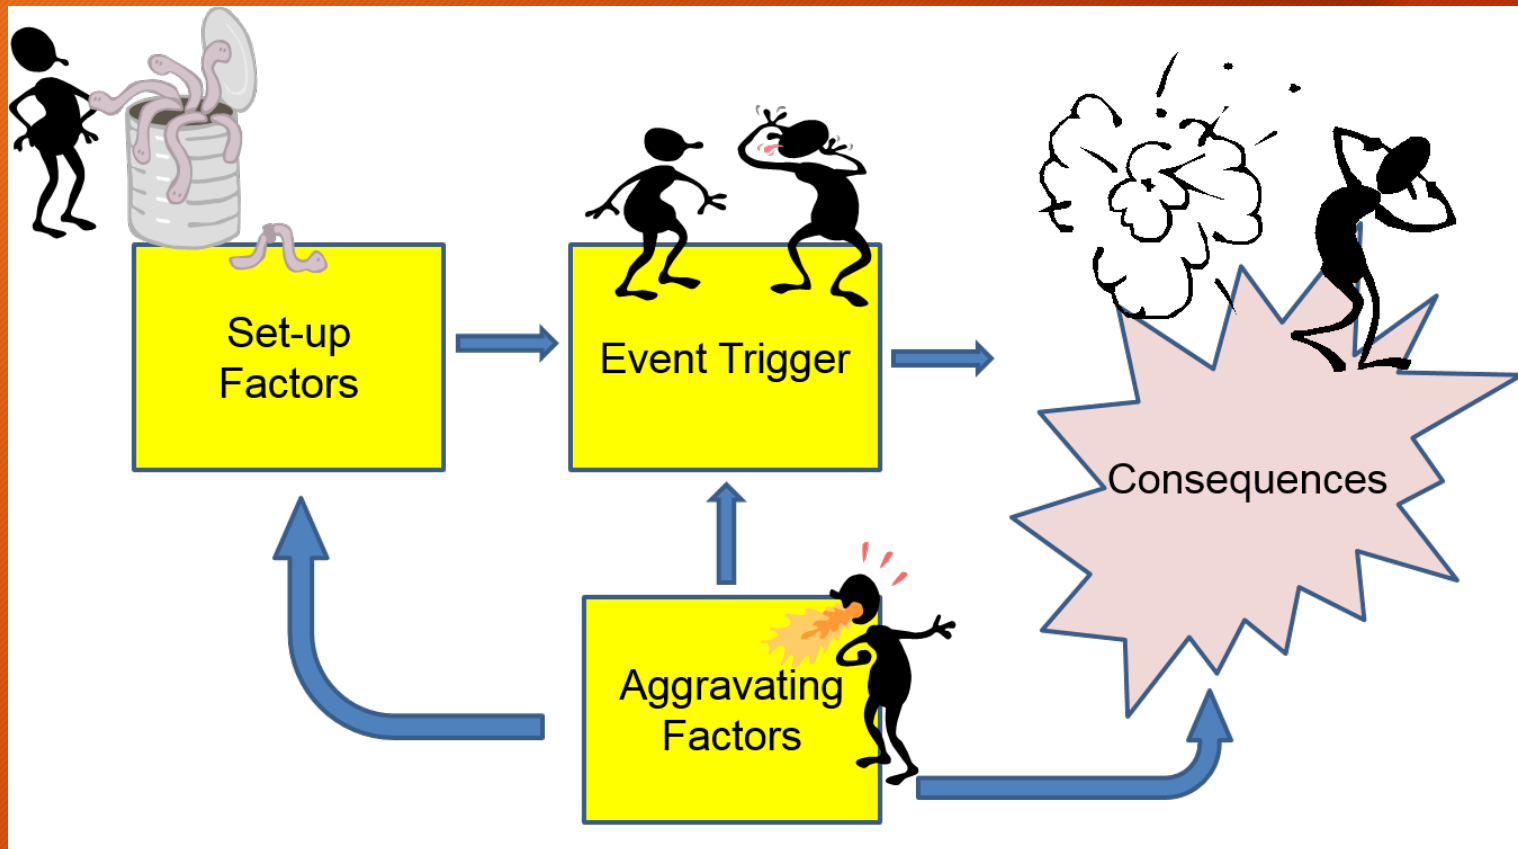 Set-up
Factors
Event Trigger
Consequences
Aggravating
Factors